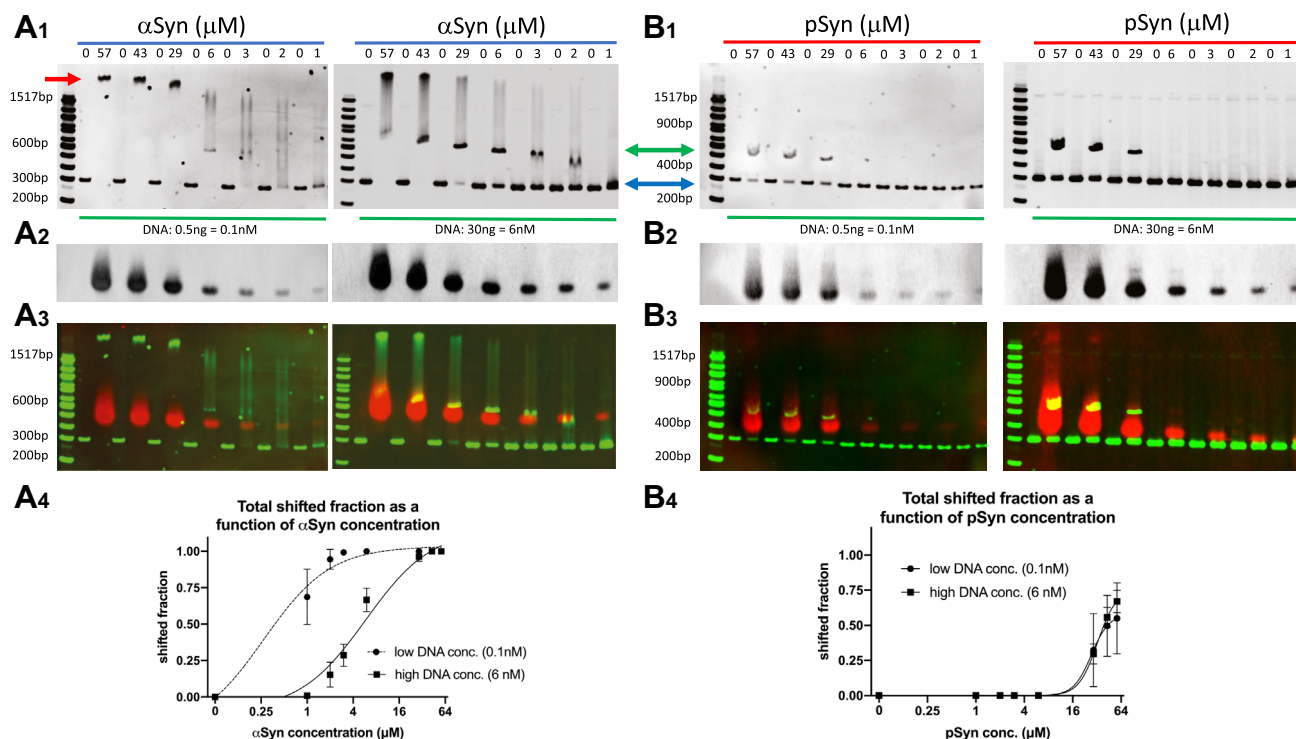 A1
αSyn (μM)
αSyn (μM)
B1
pSyn (μM)
pSyn (μM)
0 57 0 43 0 29 0 6 0 3 0 2 0 1
0 57 0 43 0 29 0 6 0 3 0 2 0 1
0 57 0 43 0 29 0 6 0 3 0 2 0 1
0 57 0 43 0 29 0 6 0 3 0 2 0 1
1517bp
600bp
300bp
200bp
1517bp
900bp
400bp
200bp
DNA: 0.5ng = 0.1nM
DNA: 30ng = 6nM
DNA: 0.5ng = 0.1nM
DNA: 30ng = 6nM
A2
B2
A3
B3
1517bp
600bp
300bp
200bp
1517bp
900bp
400bp
200bp
A4
Total shifted fraction as a
function of αSyn concentration
shifted fraction
1.00
0.75
0.50
0.25
0.00
low DNA conc. (0.1nM)
high DNA conc. (6 nM)
0 0.25 1 4 16 64
αSyn concentration (μM)
B4
Total shifted fraction as a
function of pSyn concentration
shifted fraction
1.00
0.75
0.50
0.25
0.00
low DNA conc. (0.1nM)
high DNA conc. (6 nM)
0 0.25 1 4 16 64
pSyn conc. (μM)